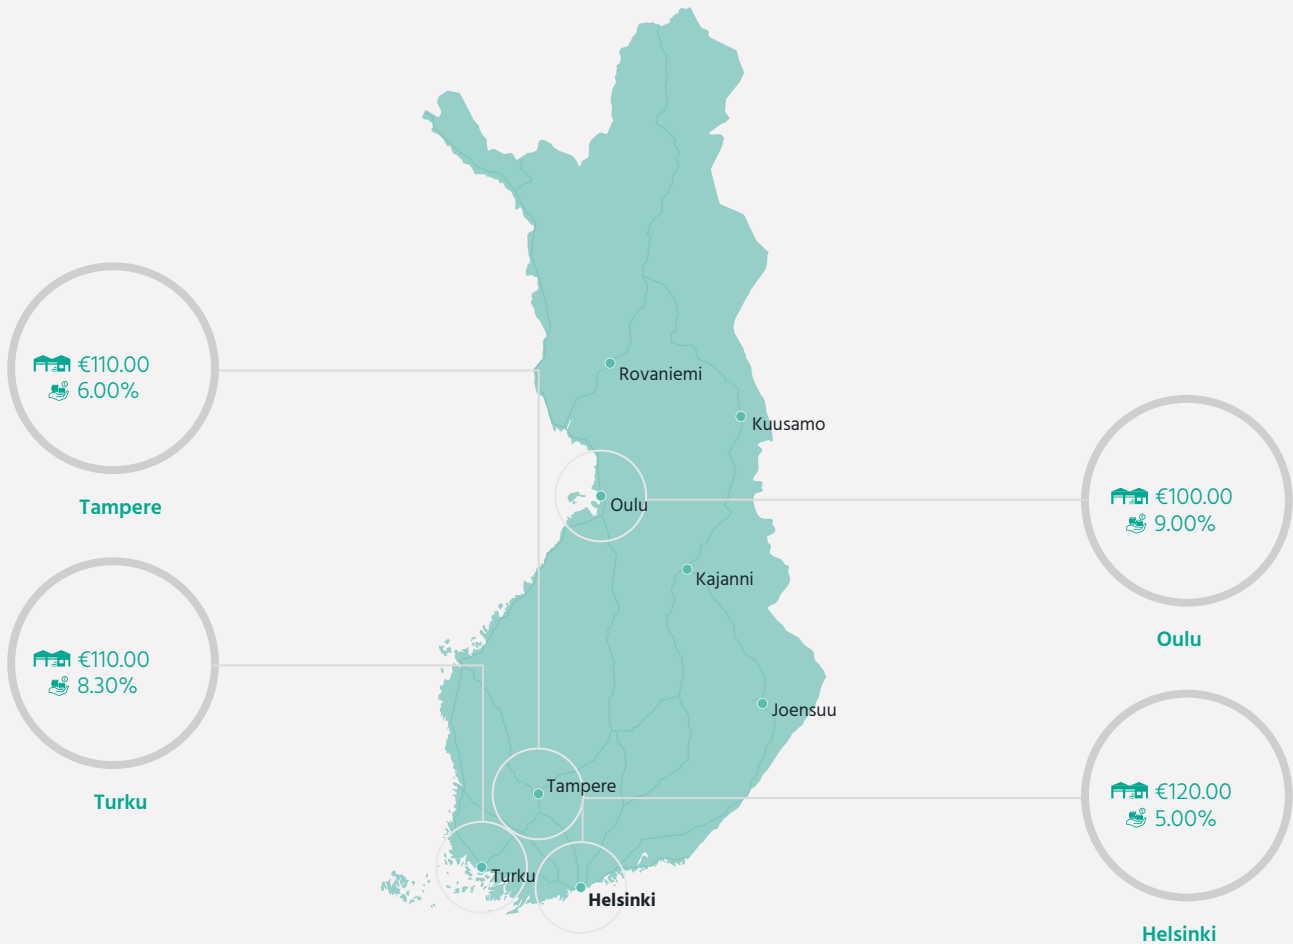 €110.00
6.00%
Tampere
€110.00
8.30%
Turku
Rovaniemi
Kuusamo
Oulu
Kajanni
Joensuu
Tampere
Turku
Helsinki
€100.00
9.00%
Oulu
€120.00
5.00%
Helsinki